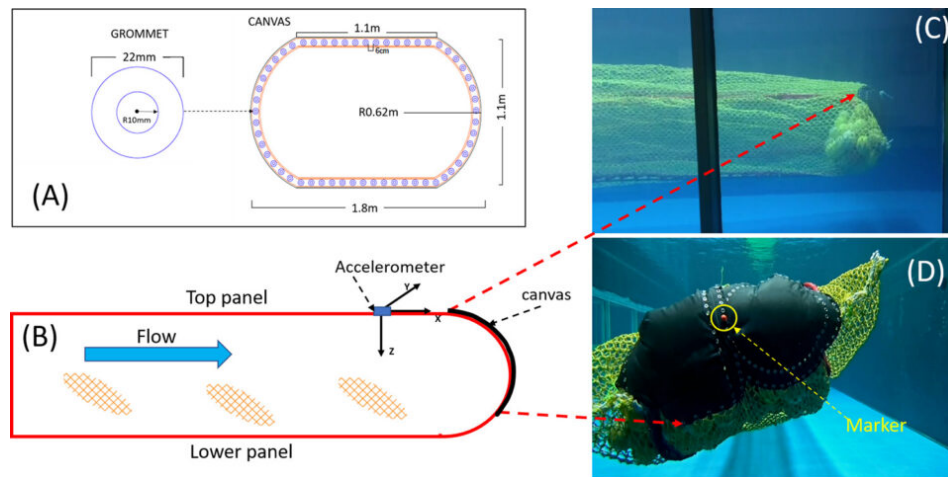 GROMMET
22mm
R10mm
CANVAS
1.1m
6cm
R0.62m
1.1m
1.8m
(A)
(C)
Accelerometer
Top panel
Y
X
Z
canvas
(B)
Flow
Lower panel
(D)
Marker